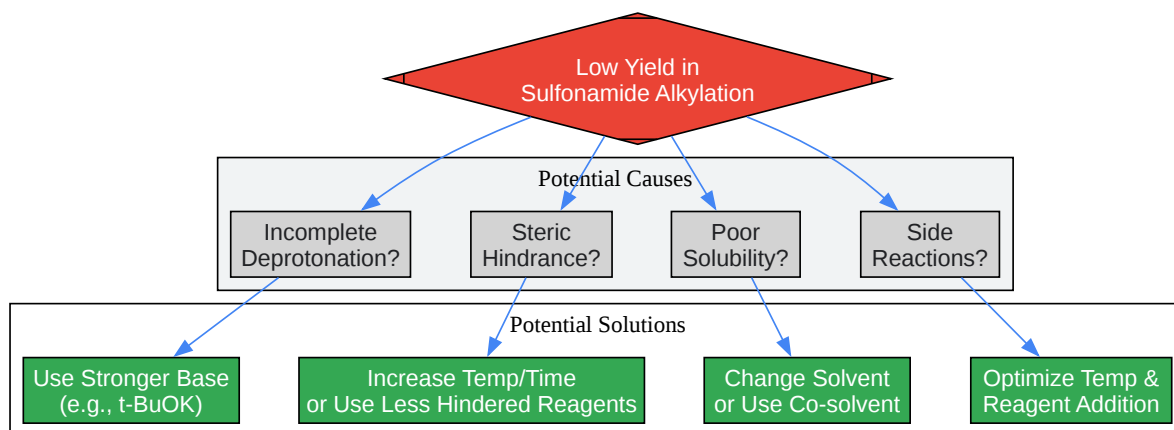 Low Yield in
Sulfonamide Alkylation
Potential Causes
Incomplete
Deprotonation?
Steric
Hindrance?
Poor
Solubility?
Side
Reactions?
Potential Solutions
Use Stronger Base
(e.g., t-BuOK)
Increase Temp/Time
or Use Less Hindered Reagents
Change Solvent
or Use Co-solvent
Optimize Temp &
Reagent Addition